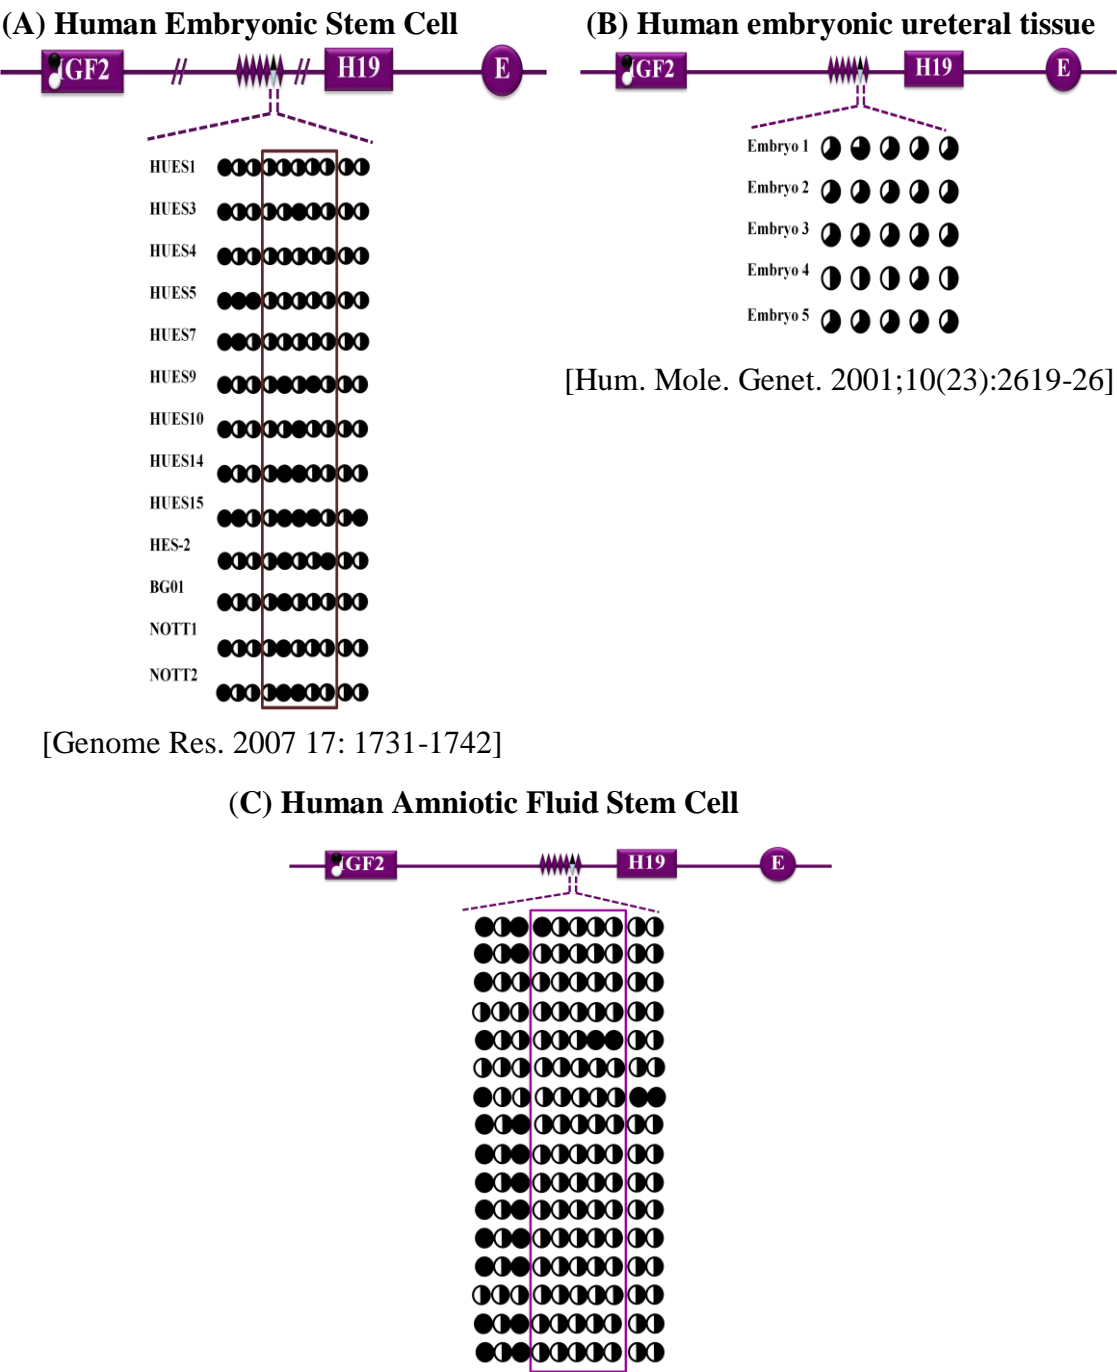 (A) Human Embryonic Stem Cell
IGF2
H19
E
HUES1
HUES3
HUES4
HUES5
HUES7
HUES9
HUES10
HUES14
HUES15
HES-2
BG01
NOTT1
NOTT2
[Genome Res. 2007 17: 1731-1742]
(B) Human embryonic ureteral tissue
IGF2
H19
E
Embryo 1
Embryo 2
Embryo 3
Embryo 4
Embryo 5
[Hum. Mole. Genet. 2001;10(23):2619-26]
(C) Human Amniotic Fluid Stem Cell
IGF2
H19
E